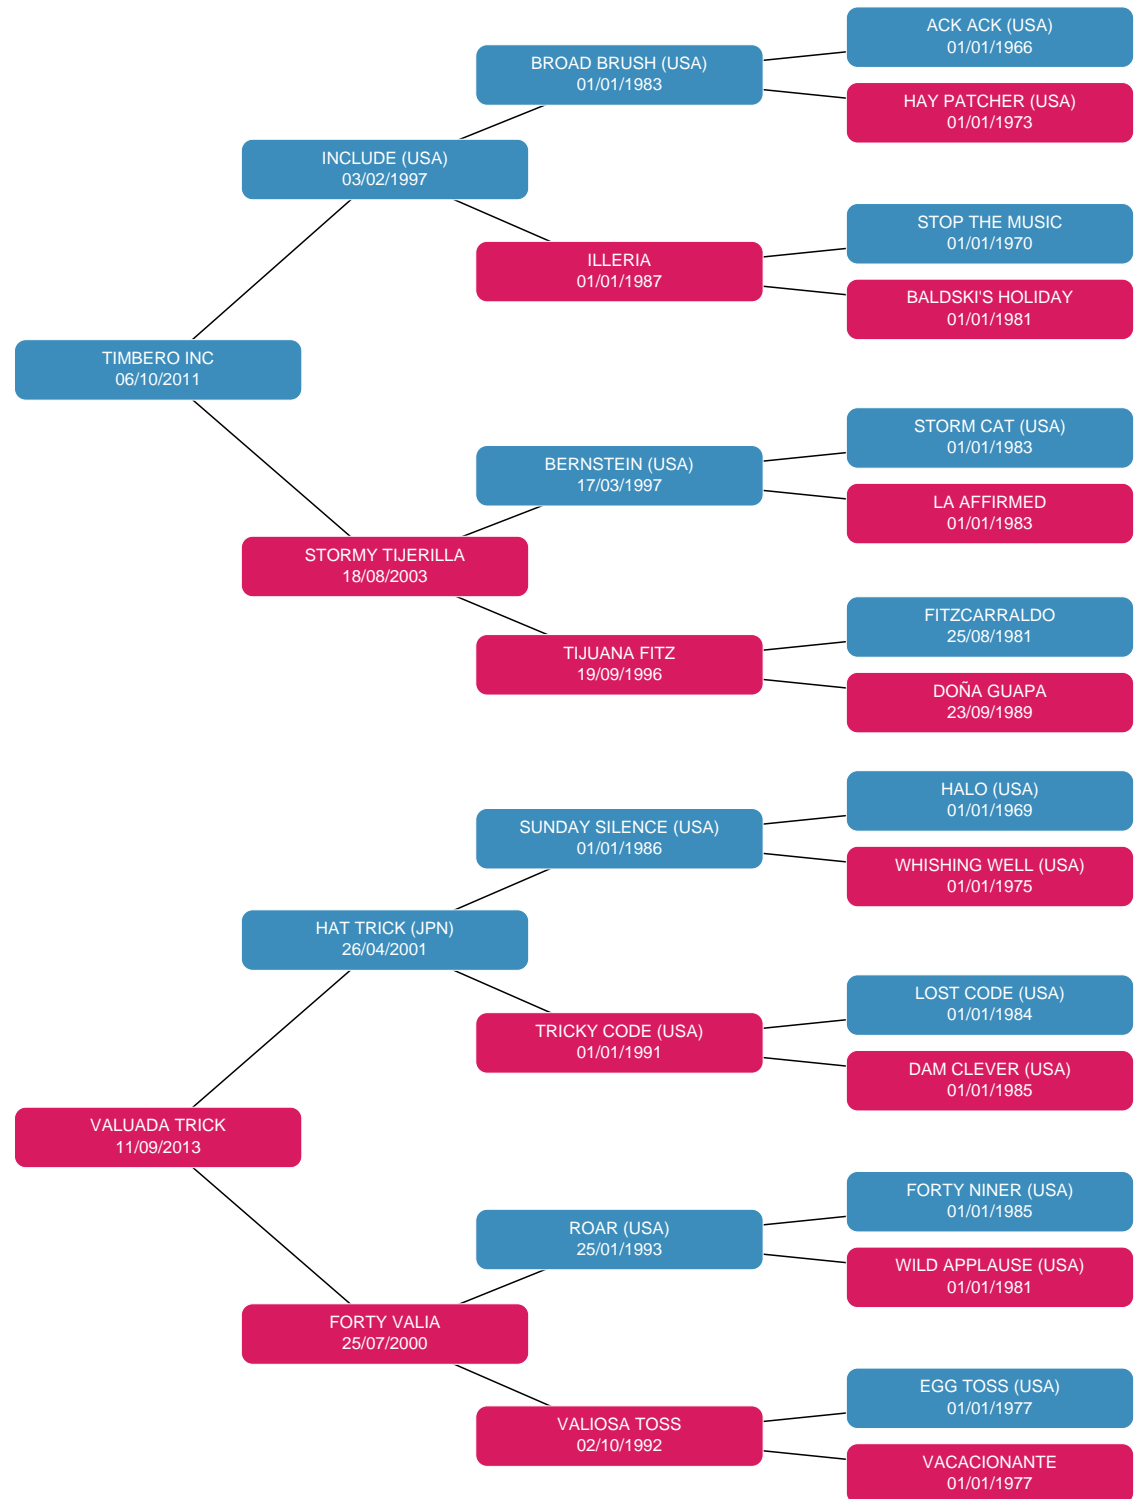 ACK ACK (USA)
01/01/1966
BROAD BRUSH (USA)
01/01/1983
HAY PATCHER (USA)
01/01/1973
INCLUDE (USA)
03/02/1997
STOP THE MUSIC
01/01/1970
ILLERIA
01/01/1987
BALDSKI'S HOLIDAY
01/01/1981
TIMBERO INC
06/10/2011
STORM CAT (USA)
01/01/1983
BERNSTEIN (USA)
17/03/1997
LA AFFIRMED
01/01/1983
STORMY TIJERILLA
18/08/2003
FITZCARRALDO
25/08/1981
TIJUANA FITZ
19/09/1996
DOÑA GUAPA
23/09/1989
HALO (USA)
01/01/1969
SUNDAY SILENCE (USA)
01/01/1986
WHISHING WELL (USA)
01/01/1975
HAT TRICK (JPN)
26/04/2001
LOST CODE (USA)
01/01/1984
TRICKY CODE (USA)
01/01/1991
DAM CLEVER (USA)
01/01/1985
VALUADA TRICK
11/09/2013
FORTY NINER (USA)
01/01/1985
ROAR (USA)
25/01/1993
WILD APPLAUSE (USA)
01/01/1981
FORTY VALIA
25/07/2000
EGG TOSS (USA)
01/01/1977
VALIOSA TOSS
02/10/1992
VACACIONANTE
01/01/1977